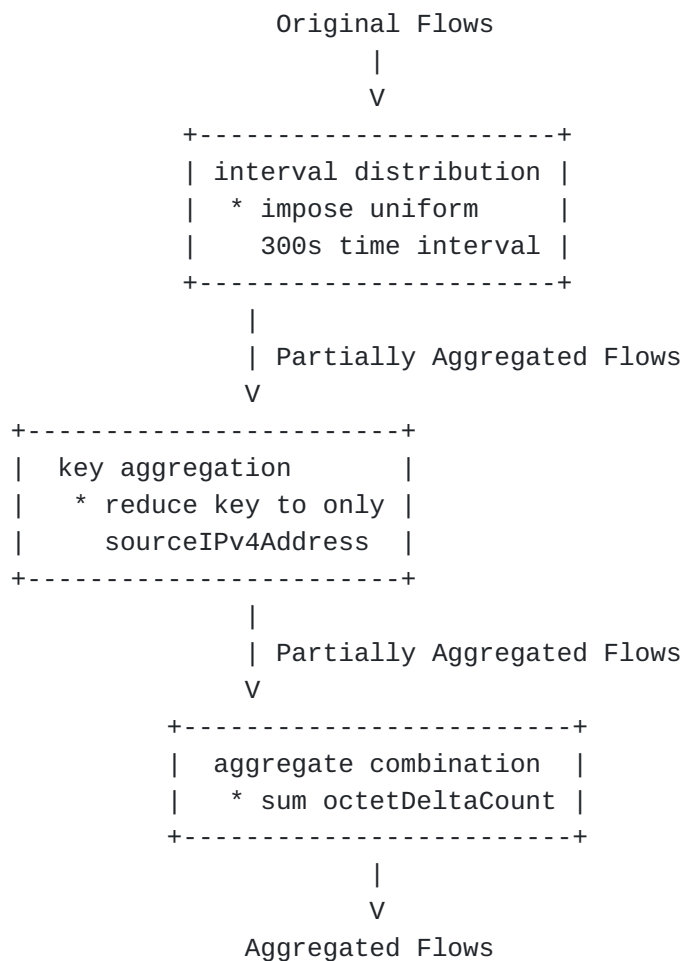 Original Flows
|
V
+-----------------------+
| interval distribution |
| * impose uniform |
| 300s time interval |
+-----------------------+
|
| Partially Aggregated Flows
V
+------------------------+
| key aggregation |
| * reduce key to only |
| sourceIPv4Address |
+------------------------+
|
| Partially Aggregated Flows
V
+-------------------------+
| aggregate combination |
| * sum octetDeltaCount |
+-------------------------+
|
V
Aggregated Flows